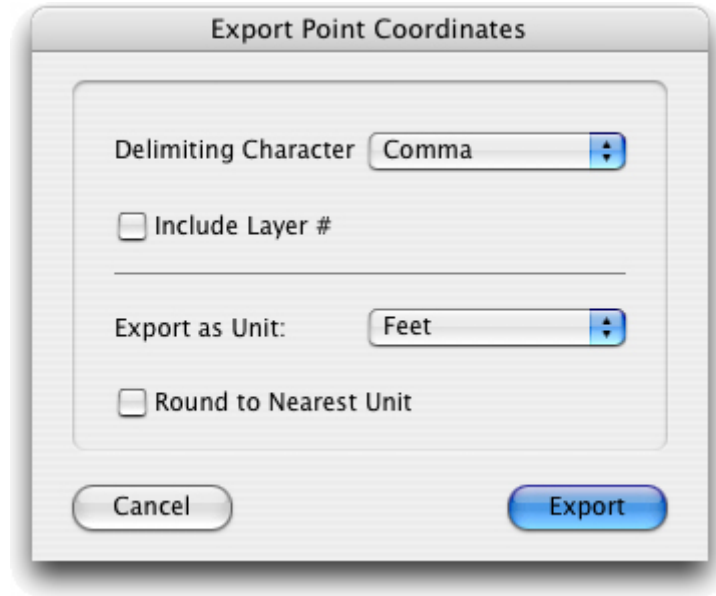 Export Point Coordinates
Delimiting Character Comma
Include Layer #
Export as Unit: Feet
Round to Nearest Unit
Cancel Export